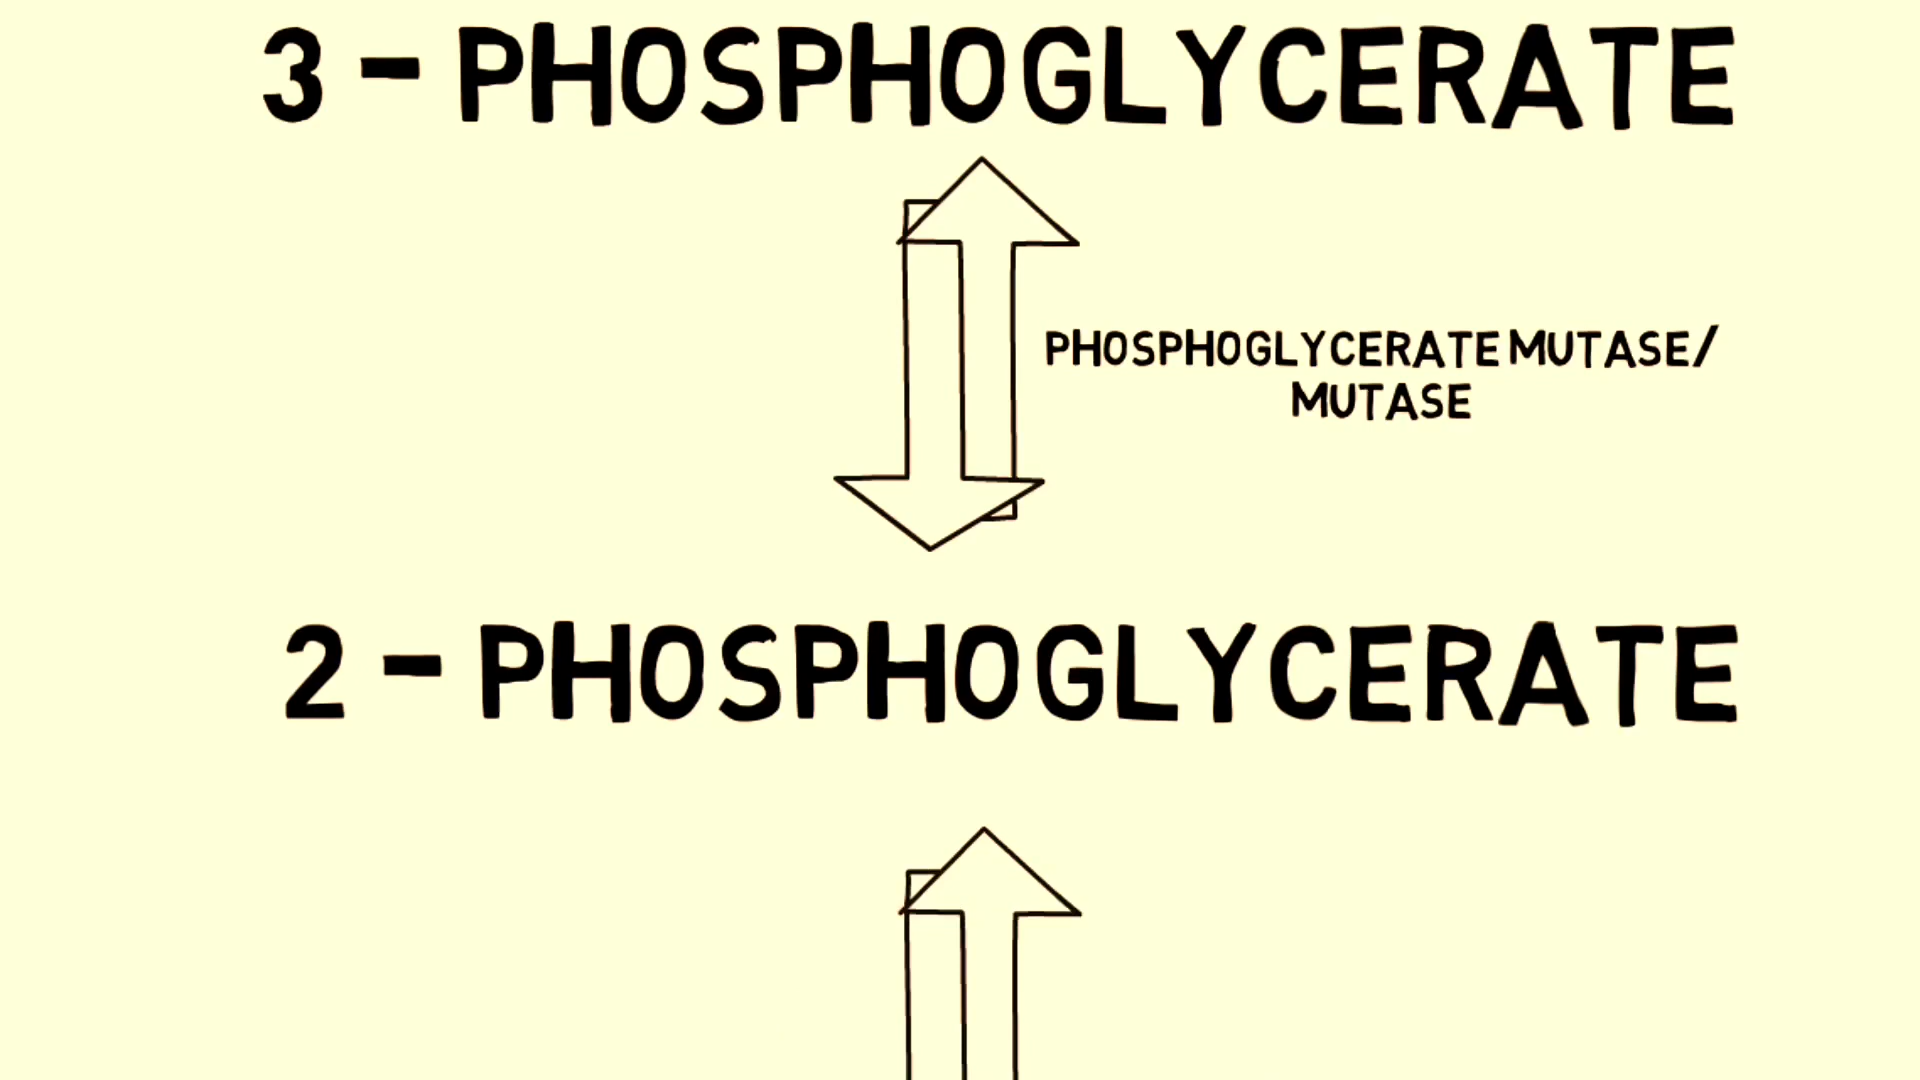 3 - PHOSPHOGLYCERATE
PHOSPHOGLYCERATE MUTASE/
MUTASE
2 - PHOSPHOGLYCERATE